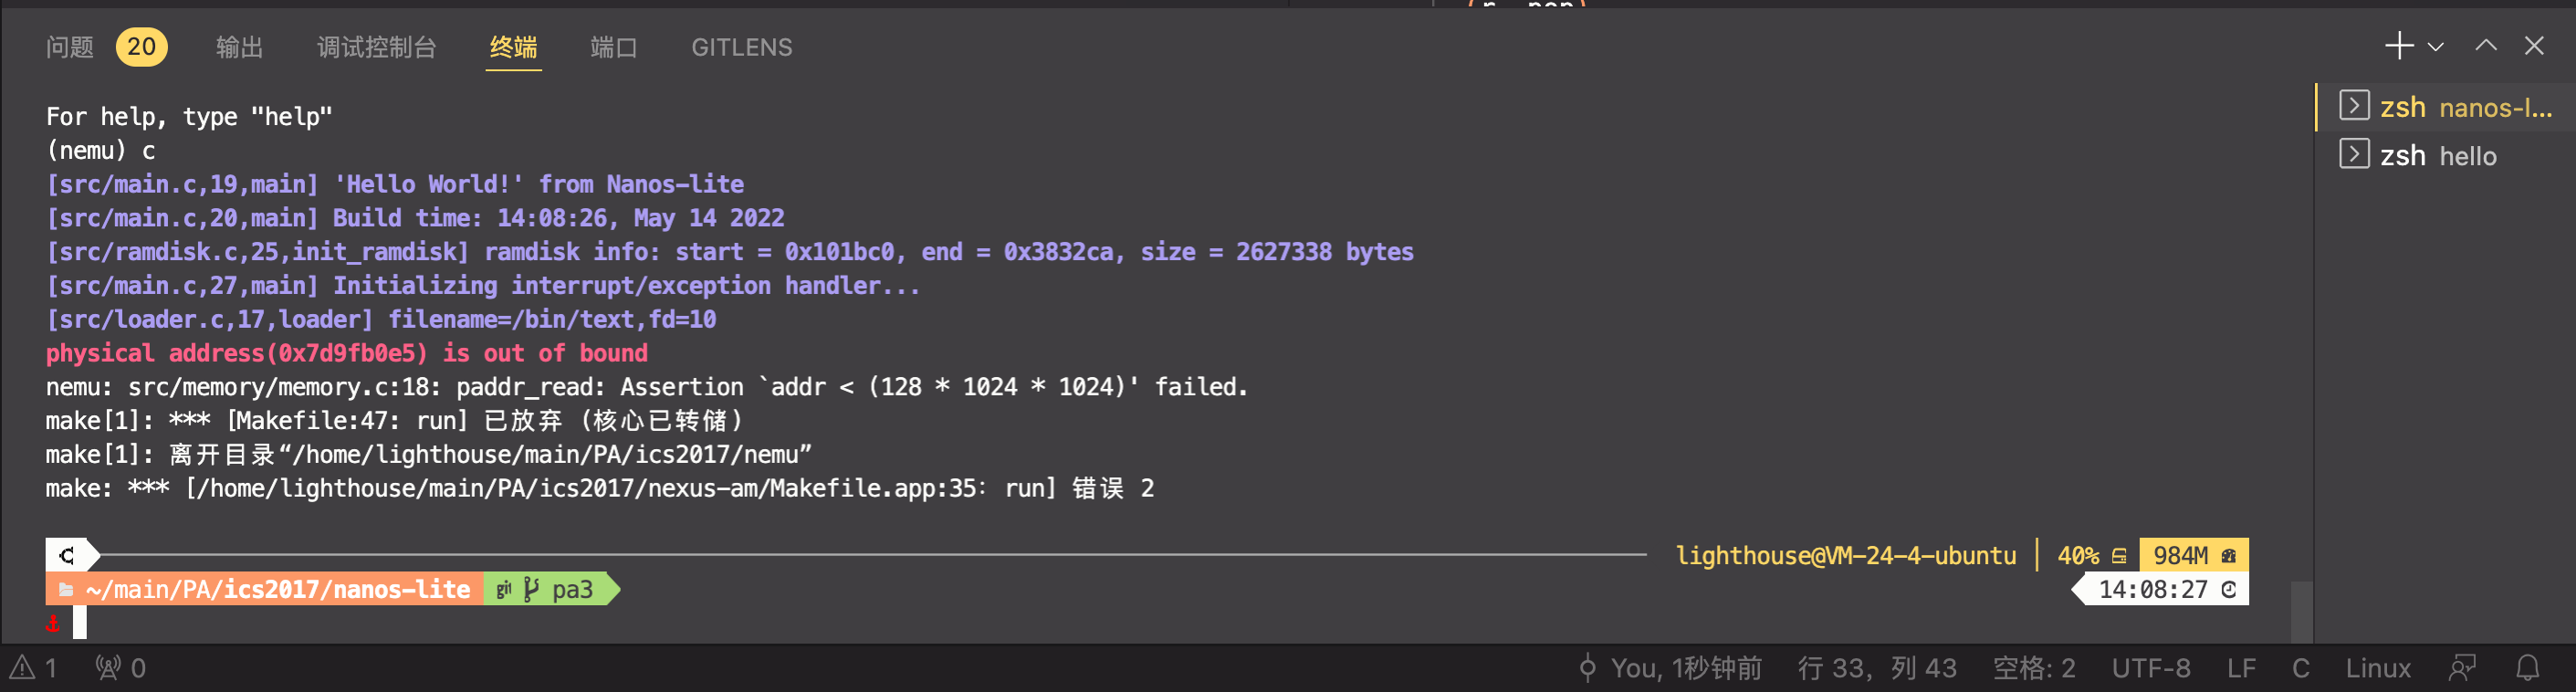 (r, pop)
问题 20 输出 调试控制台 终端 端口 GITLENS
For help, type "help"
(nemu) c
[src/main.c,19,main] 'Hello World!' from Nanos-lite
[src/main.c,20,main] Build time: 14:08:26, May 14 2022
[src/ramdisk.c,25,init_ramdisk] ramdisk info: start = 0x101bc0, end = 0x3832ca, size = 2627338 bytes
[src/main.c,27,main] Initializing interrupt/exception handler...
[src/loader.c,17,loader] filename=/bin/text,fd=10
physical address(0x7d9fb0e5) is out of bound
nemu: src/memory/memory.c:18: paddr_read: Assertion `addr < (128 * 1024 * 1024)' failed.
make[1]: *** [Makefile:47: run] 已放弃 (核心已转储)
make[1]: 离开目录“/home/lighthouse/main/PA/ics2017/nemu”
make: *** [/home/lighthouse/main/PA/ics2017/nexus-am/Makefile.app:35: run] 错误 2
lighthouse@VM-24-4-ubuntu 40% 984M
~/main/PA/ics2017/nanos-lite git pa3 14:08:27
zsh nanos-l...
zsh hello
1 0 You, 1秒钟前 行 33, 列 43 空格: 2 UTF-8 LF C Linux